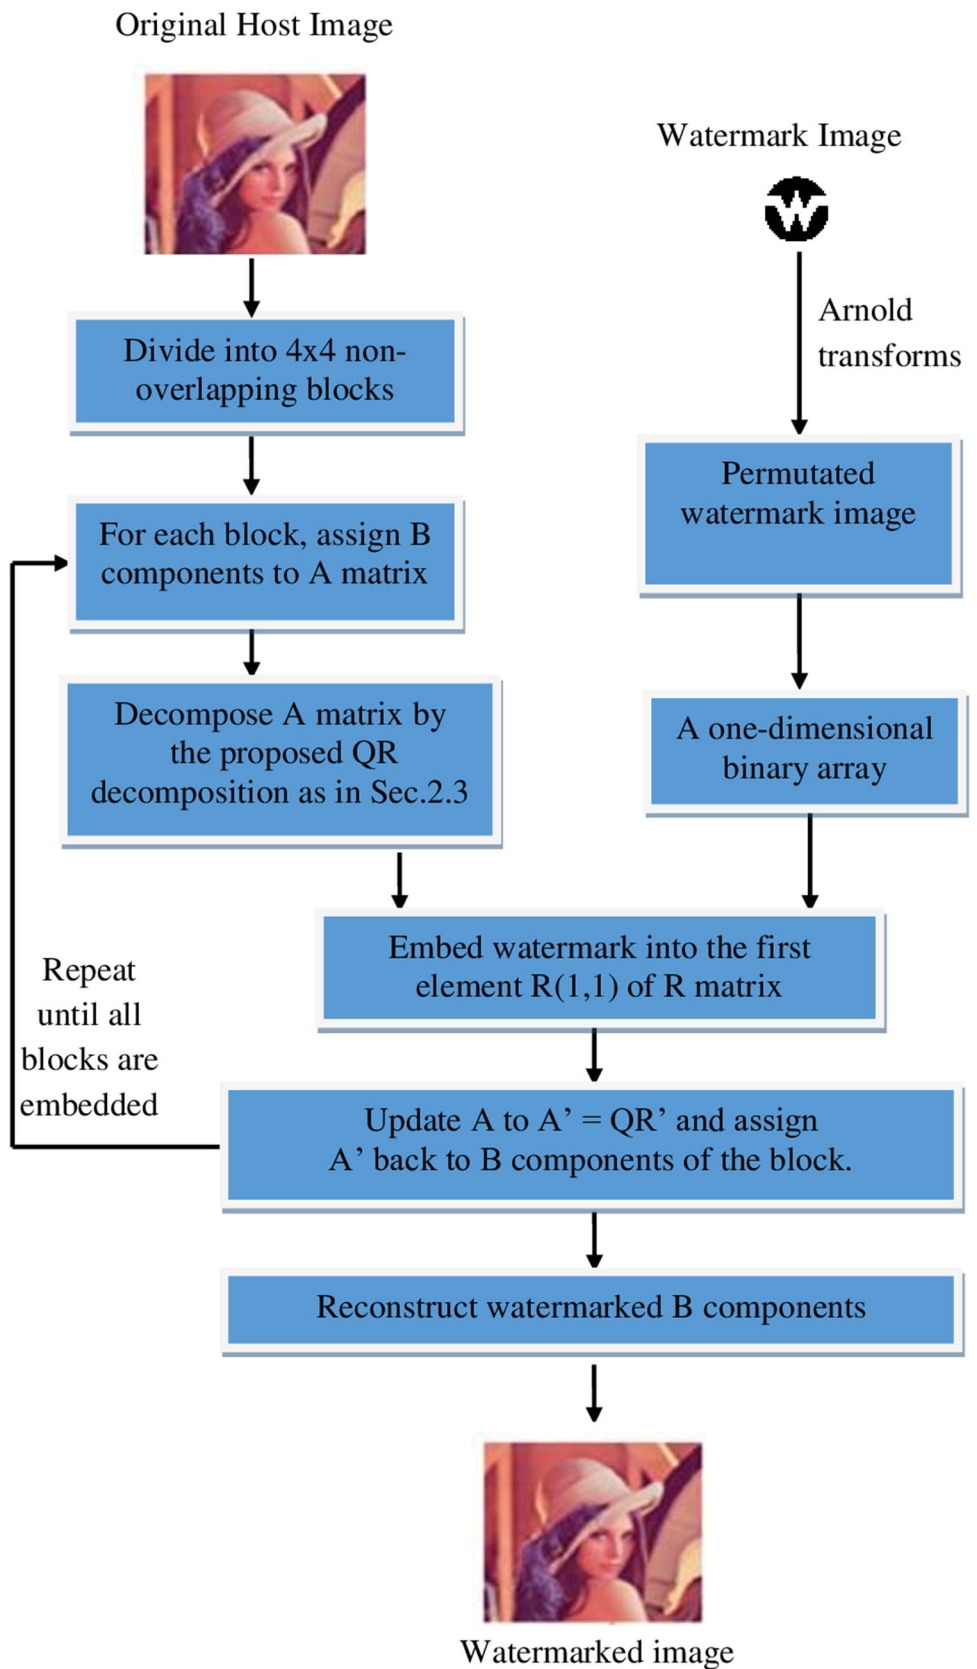 Original Host Image
Watermark Image
W
Arnold
transforms
Divide into 4x4 non-
overlapping blocks
Permutated
watermark image
For each block, assign B
components to A matrix
Decompose A matrix by
the proposed QR
decomposition as in Sec.2.3
A one-dimensional
binary array
Embed watermark into the first
element R(1,1) of R matrix
Repeat
until all
blocks are
embedded
Update A to A’ = QR’ and assign
A’ back to B components of the block.
Reconstruct watermarked B components
Watermarked image